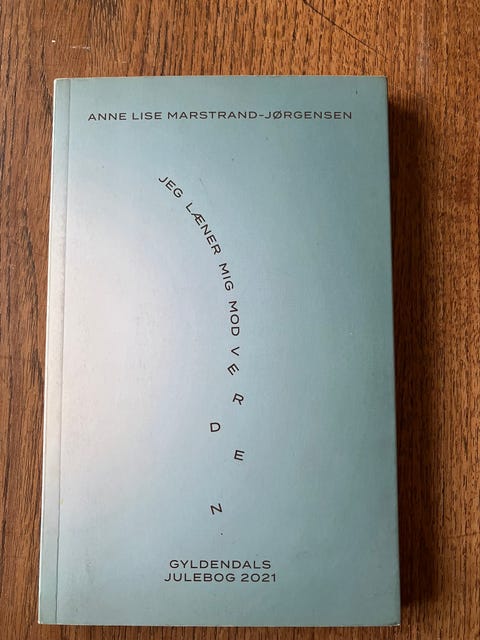 ANNE LISE MARSTRAND-JØRGENSEN
JEG LÆNER MIG MOD VERDEN
GYLDENDALS
JULEBOG 2021